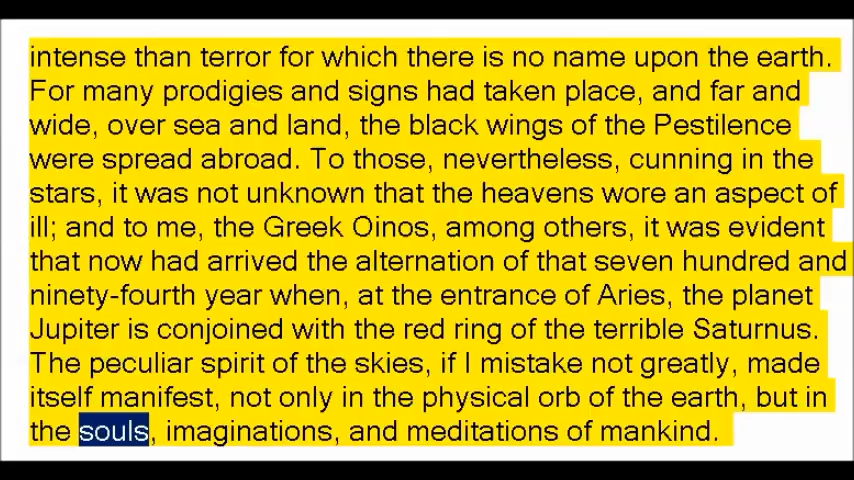 intense than terror for which there is no name upon the earth.
For many prodigies and signs had taken place, and far and
wide, over sea and land, the black wings of the Pestilence
were spread abroad. To those, nevertheless, cunning in the
stars, it was not unknown that the heavens wore an aspect of
ill; and to me, the Greek Oinos, among others, it was evident
that now had arrived the alternation of that seven hundred and
ninety-fourth year when, at the entrance of Aries, the planet
Jupiter is conjoined with the red ring of the terrible Saturnus.
The peculiar spirit of the skies, if I mistake not greatly, made
itself manifest, not only in the physical orb of the earth, but in
the souls, imaginations, and meditations of mankind.